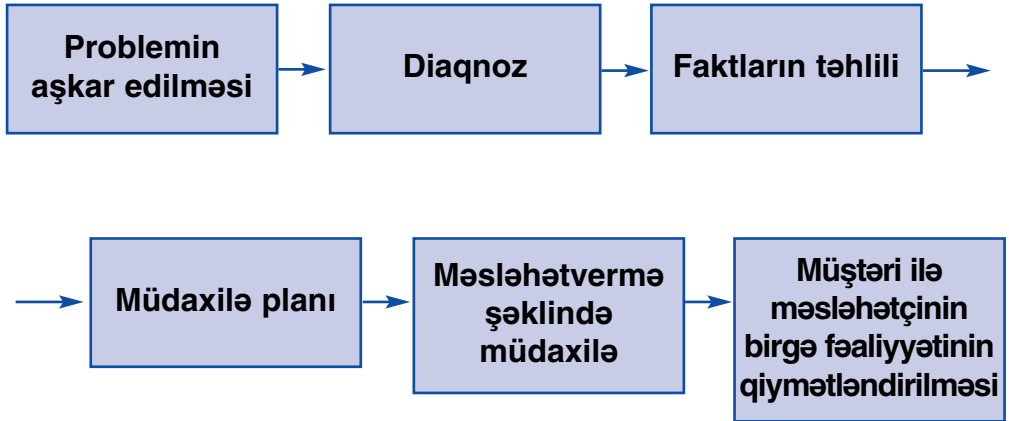 Problemin
aşkar edilməsi
Diaqnoz
Faktların təhlili
Müdaxilə planı
Məsləhətvermə
şəklində
müdaxilə
Müştəri ilə
məsləhətçinin
birgə fəaliyyətinin
qiymətləndirilməsi